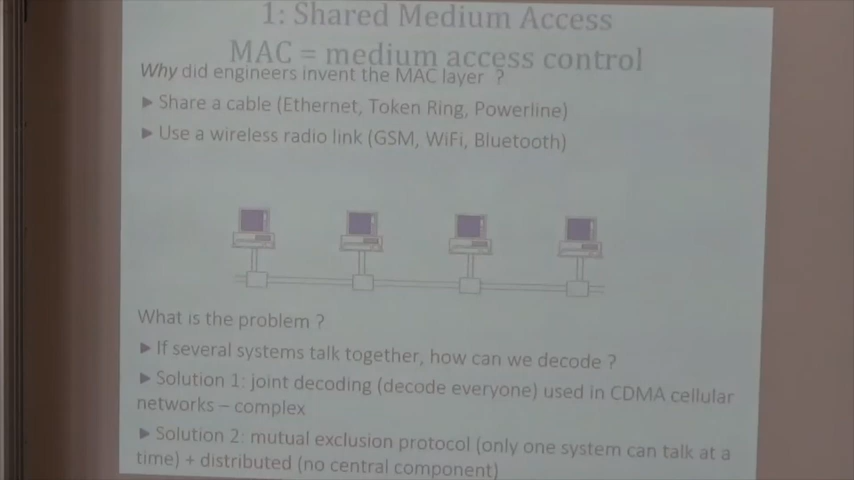 1: Shared Medium Access
MAC = medium access control
Why did engineers invent the MAC layer ?
► Share a cable (Ethernet, Token Ring, Powerline)
► Use a wireless radio link (GSM, WiFi, Bluetooth)
What is the problem ?
► If several systems talk together, how can we decode ?
► Solution 1: joint decoding (decode everyone) used in CDMA cellular
networks – complex
► Solution 2: mutual exclusion protocol (only one system can talk at a
time) + distributed (no central component)